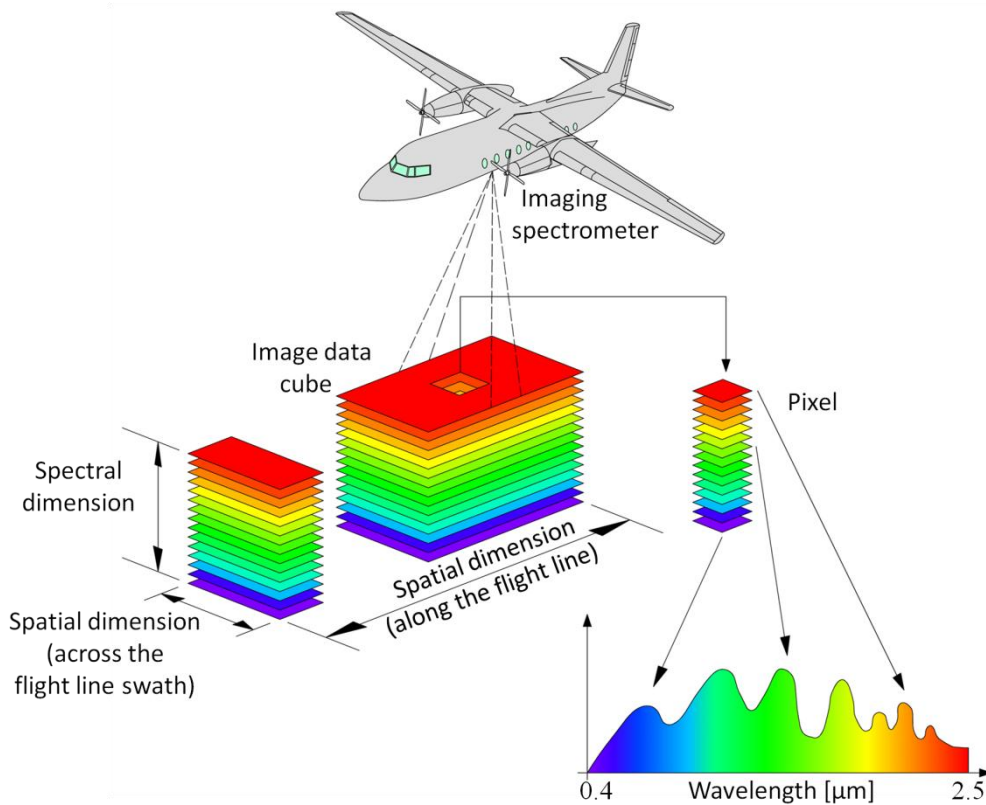 Imaging
spectrometer
Image data
cube
Pixel
Spectral
dimension
Spatial dimension
(along the flight line)
Spatial dimension
(across the
flight line swath)
0.4
Wavelength [μm]
2.5